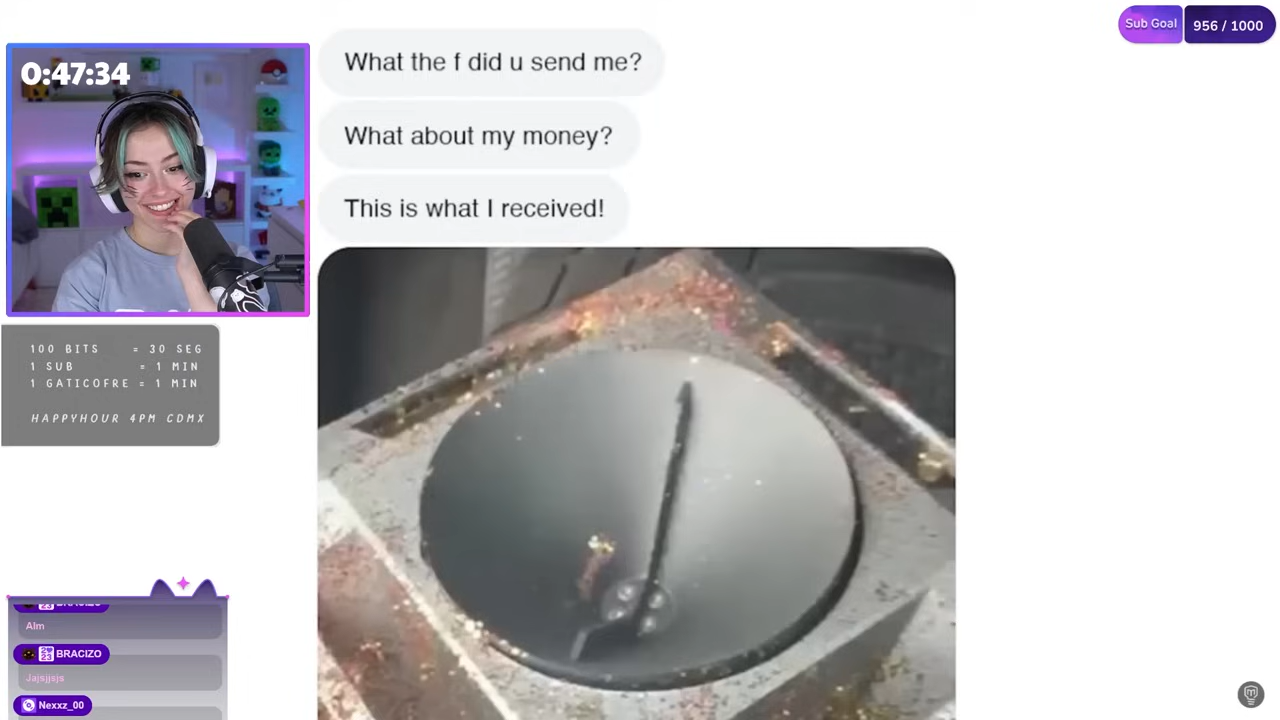 Sub Goal
956 / 1000
0:47:34
What the f did u send me?
What about my money?
This is what I received!
100 BITS = 30 SEG
1 SUB = 1 MIN
1 GATICOFRE = 1 MIN
HAPPYHOUR 4PM CDMX
Alm
BRACIZO
Jajsjjsjs
Nexxz_00